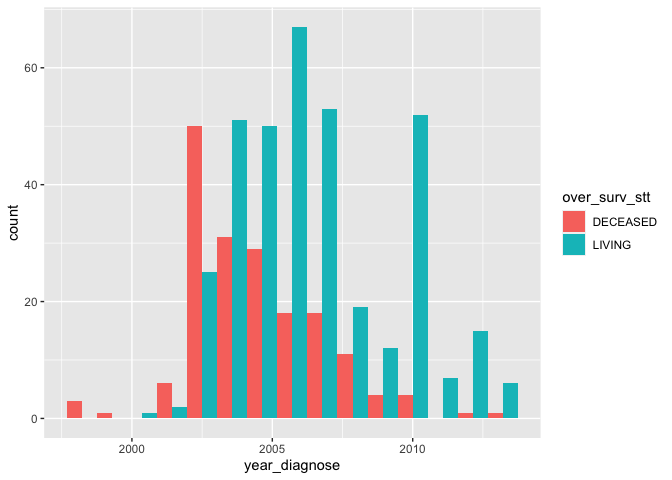 60
40
20
0
count
2000 2005 2010
year_diagnose
over_surv_stt
DECEASED
LIVING